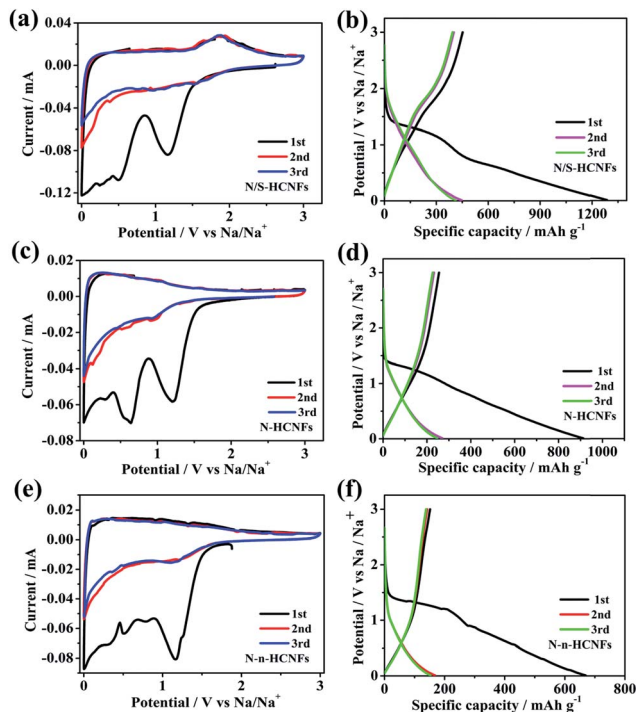 (a)
0.04
0.00
-0.04
-0.08
-0.12
Current / mA
1st
2nd
3rd
N/S-HCNFs
0 1 2 3
Potential / V vs Na/Na+
(b)
3
2
1
0
Potential / V vs Na / Na+
1st
2nd
3rd
N/S-HCNFs
0 300 600 900 1200
Specific capacity / mAh g-1
(c)
0.02
0.00
-0.02
-0.04
-0.06
-0.08
Current / mA
1st
2nd
3rd
N-HCNFs
0 1 2 3
Potential / V vs Na/Na+
(d)
3
2
1
0
Potential / V vs Na / Na+
1st
2nd
3rd
N-HCNFs
0 200 400 600 800 1000
Specific capacity / mAh g-1
(e)
0.02
0.00
-0.02
-0.04
-0.06
-0.08
Current / mA
1st
2nd
3rd
N-n-HCNFs
0 1 2 3
Potential / V vs Na/Na+
(f)
3
2
1
0
Potential / V vs Na / Na+
1st
2nd
3rd
N-n-HCNFs
0 200 400 600 800
Specific capacity / mAh g-1